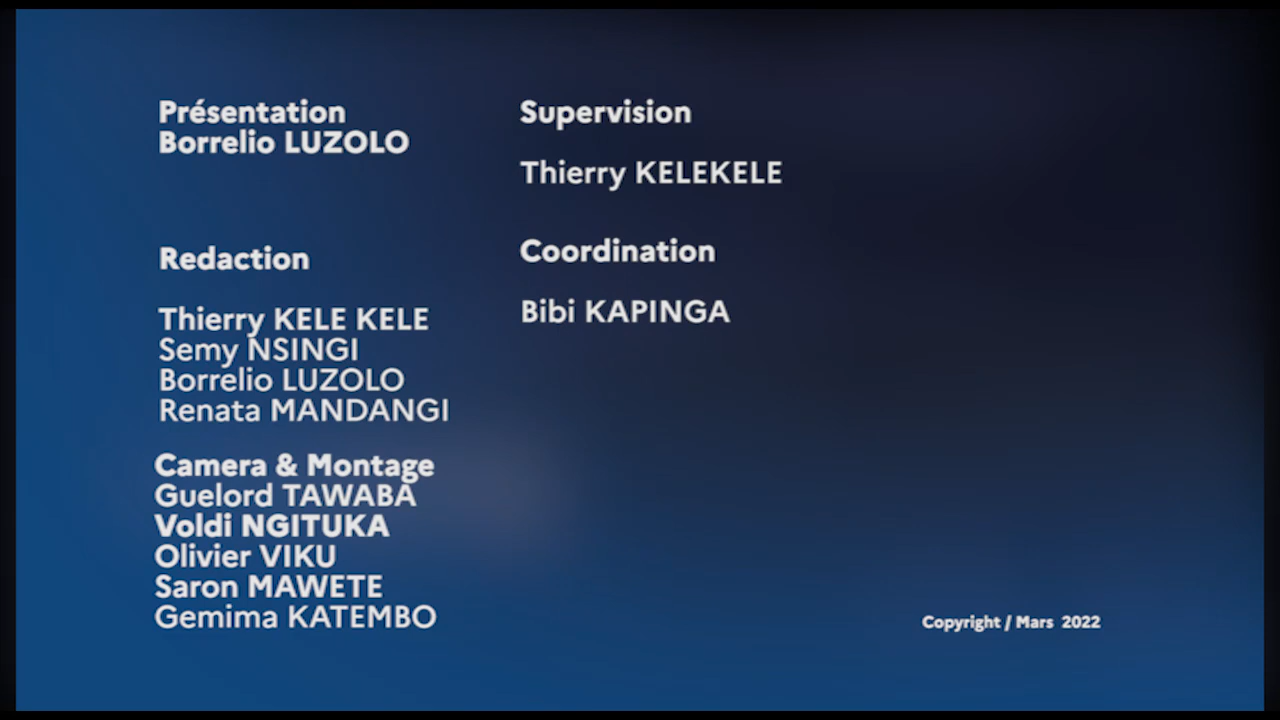 Présentation
Borrelio LUZOLO
Redaction
Thierry KELE KELE
Semy NSINGI
Borrelio LUZOLO
Renata MANDANGI
Camera & Montage
Guelord TAWABA
Voldi NGITUKA
Olivier VIKU
Saron MAWETE
Gemima KATEMBO
Supervision
Thierry KELEKELE
Coordination
Bibi KAPINGA
Copyright / Mars 2022